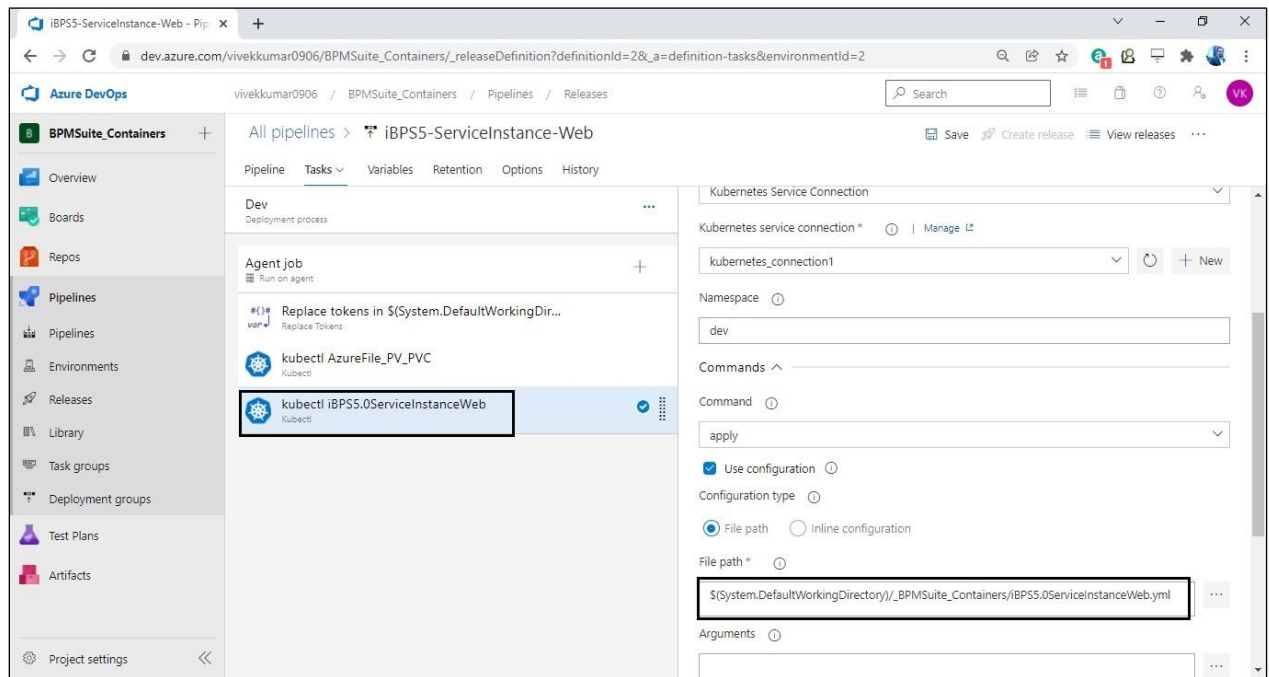 iBPS5-ServiceInstance-Web - Pip
dev.azure.com/vivekkumar0906/BPMSuite_Containers/_releaseDefinition?definitionId=2&_a=definition-tasks&environmentId=2
1
Azure DevOps
vivekkumar0906 / BPMSuite_Containers / Pipelines / Releases
Search
VK
B BPMSuite_Containers
All pipelines > iBPS5-ServiceInstance-Web
Save Create release View releases ...
Pipeline Tasks Variables Retention Options History
Overview
Boards
Repos
Pipelines
Pipelines
Environments
Releases
Library
Task groups
Deployment groups
Test Plans
Artifacts
Project settings
Dev
Deployment process
Agent job
Run on agent
#{}#
var
Replace tokens in $(System.DefaultWorkingDir...
Replace Tokens
kubectl AzureFile_PV_PVC
Kubectl
kubectl iBPS5.0ServiceInstanceWeb
Kubectl
Kubernetes Service Connection
Kubernetes service connection * | Manage
kubernetes_connection1
New
Namespace
dev
Commands
Command
apply
Use configuration
Configuration type
File path Inline configuration
File path *
$(System.DefaultWorkingDirectory)/_BPMSuite_Containers/iBPS5.0ServiceInstanceWeb.yml
Arguments